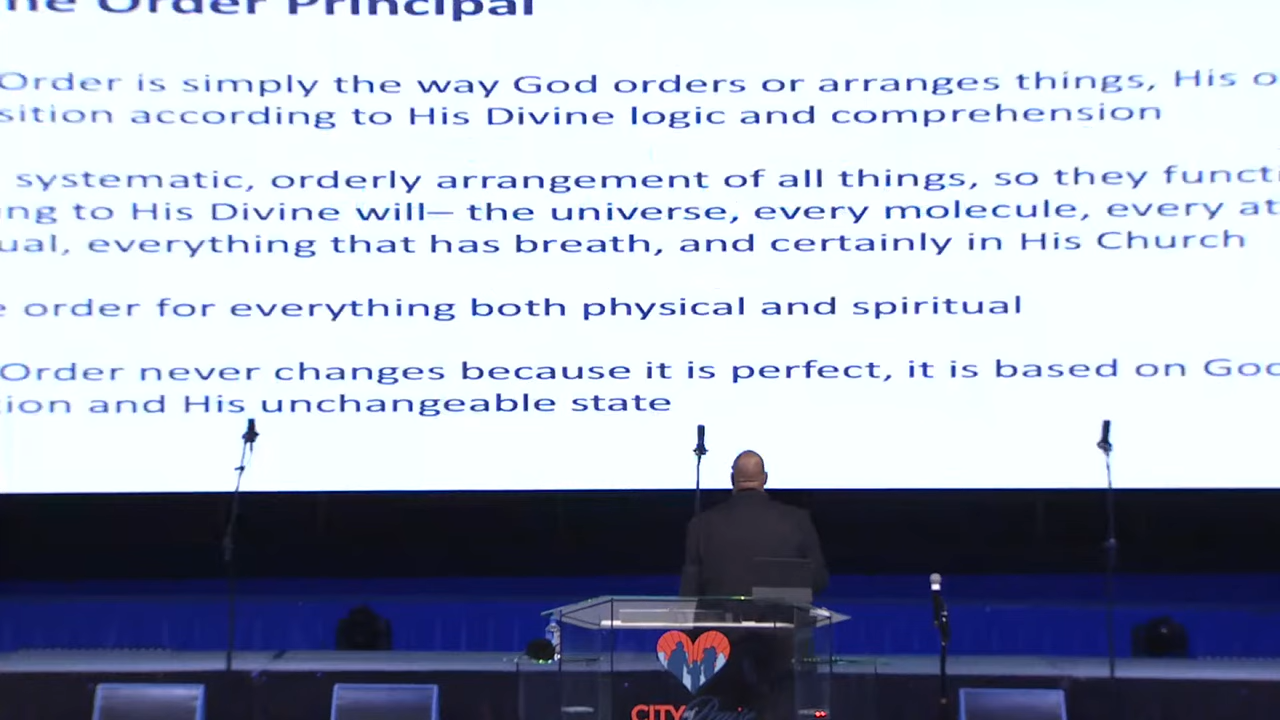 he Order Principal
Order is simply the way God orders or arranges things, His o
sition according to His Divine logic and comprehension
systematic, orderly arrangement of all things, so they functi
ng to His Divine will– the universe, every molecule, every at
ual, everything that has breath, and certainly in His Church
e order for everything both physical and spiritual
Order never changes because it is perfect, it is based on God
ion and His unchangeable state
CITY of Praise